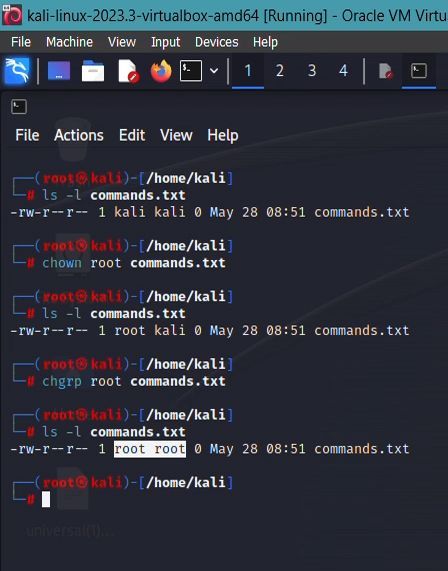 kali-linux-2023.3-virtualbox-amd64 [Running] - Oracle VM Virtu
File Machine View Input Devices Help
1 2 3 4
File Actions Edit View Help
┌──(root㉿kali)-[/home/kali]
└─# ls -l commands.txt
-rw-r--r-- 1 kali kali 0 May 28 08:51 commands.txt
┌──(root㉿kali)-[/home/kali]
└─# chown root commands.txt
┌──(root㉿kali)-[/home/kali]
└─# ls -l commands.txt
-rw-r--r-- 1 root kali 0 May 28 08:51 commands.txt
┌──(root㉿kali)-[/home/kali]
└─# chgrp root commands.txt
┌──(root㉿kali)-[/home/kali]
└─# ls -l commands.txt
-rw-r--r-- 1 root root 0 May 28 08:51 commands.txt
┌──(root㉿kali)-[/home/kali]
└─#
universal(1)...